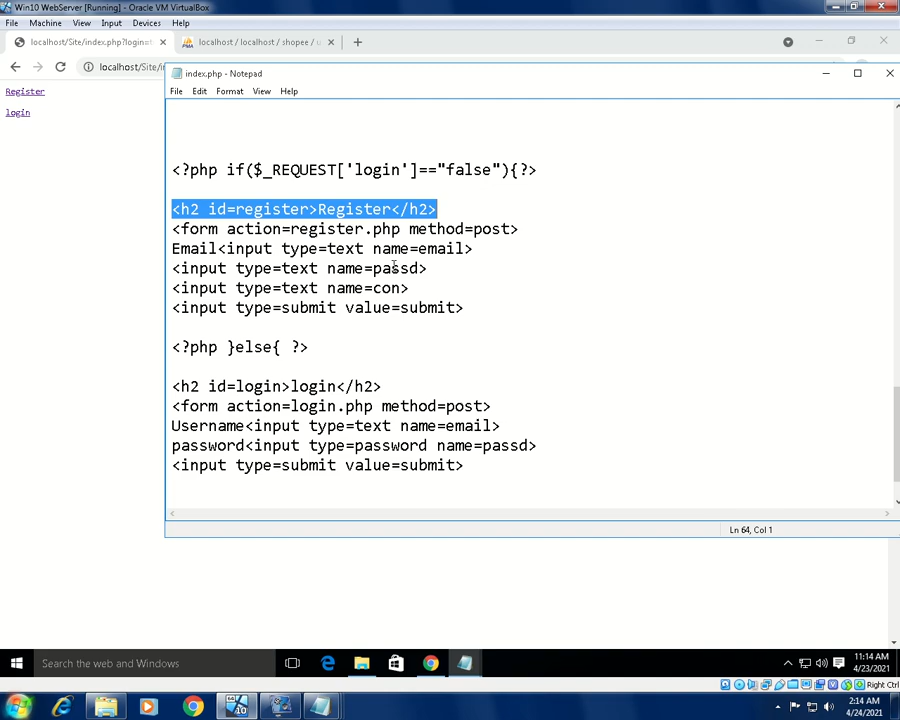 Win10 WebServer [Running] - Oracle VM VirtualBox
File Machine View Input Devices Help
localhost/Site/index.php?login=
localhost / localhost / shopee / u
localhost/Site/in
Register
login
index.php - Notepad
File Edit Format View Help
<?php if($_REQUEST['login']=="false"){?>
<h2 id=register>Register</h2>
<form action=register.php method=post>
Email<input type=text name=email>
<input type=text name=passd>
<input type=text name=con>
<input type=submit value=submit>
<?php }else{ ?>
<h2 id=login>login</h2>
<form action=login.php method=post>
Username<input type=text name=email>
password<input type=password name=passd>
<input type=submit value=submit>
Ln 64, Col 1
Search the web and Windows
11:14 AM
4/23/2021
Right Ctrl
2:14 AM
4/24/2021